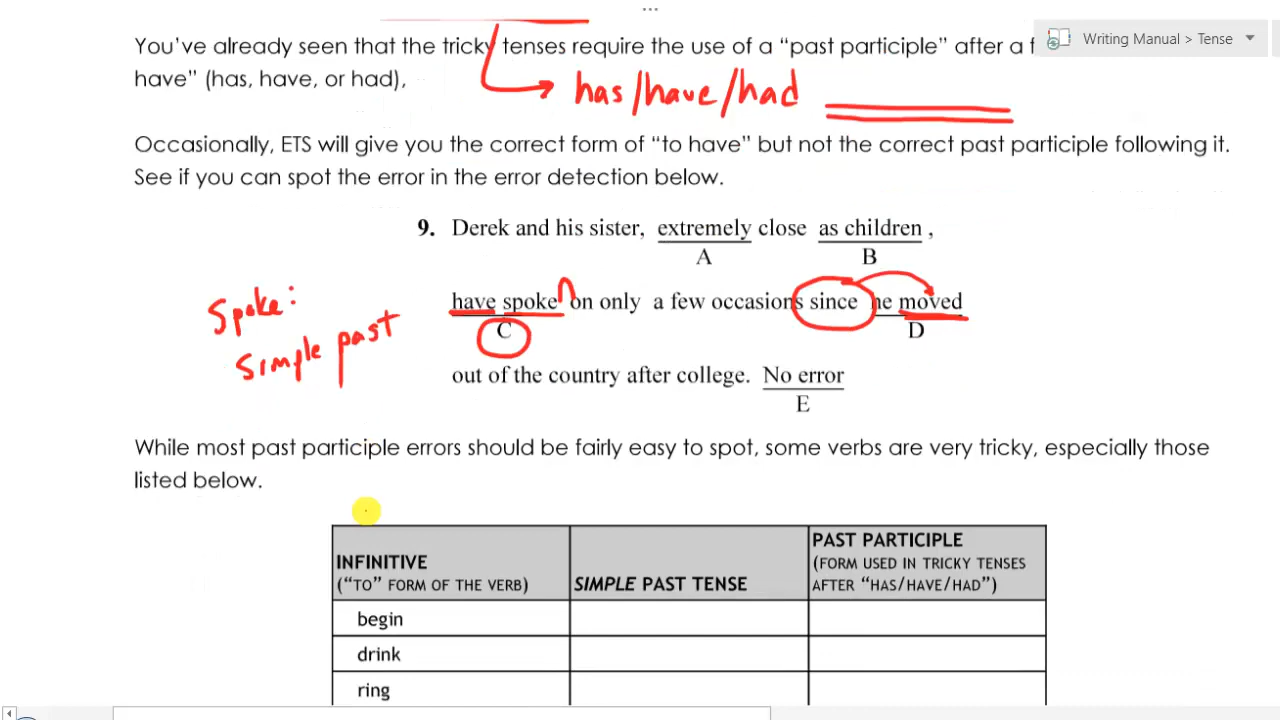 ...
You've already seen that the tricky tenses require the use of a "past participle" after a f
Writing Manual > Tense
have" (has, have, or had),
has/have/had
Occasionally, ETS will give you the correct form of "to have" but not the correct past participle following it.
See if you can spot the error in the error detection below.
9. Derek and his sister, extremely close as children ,
A B
have spoke n on only a few occasions since he moved
C D
Spoke:
Simple past
out of the country after college. No error
E
While most past participle errors should be fairly easy to spot, some verbs are very tricky, especially those
listed below.
INFINITIVE
("TO" FORM OF THE VERB)
SIMPLE PAST TENSE
PAST PARTICIPLE
(FORM USED IN TRICKY TENSES
AFTER "HAS/HAVE/HAD")
begin
drink
ring